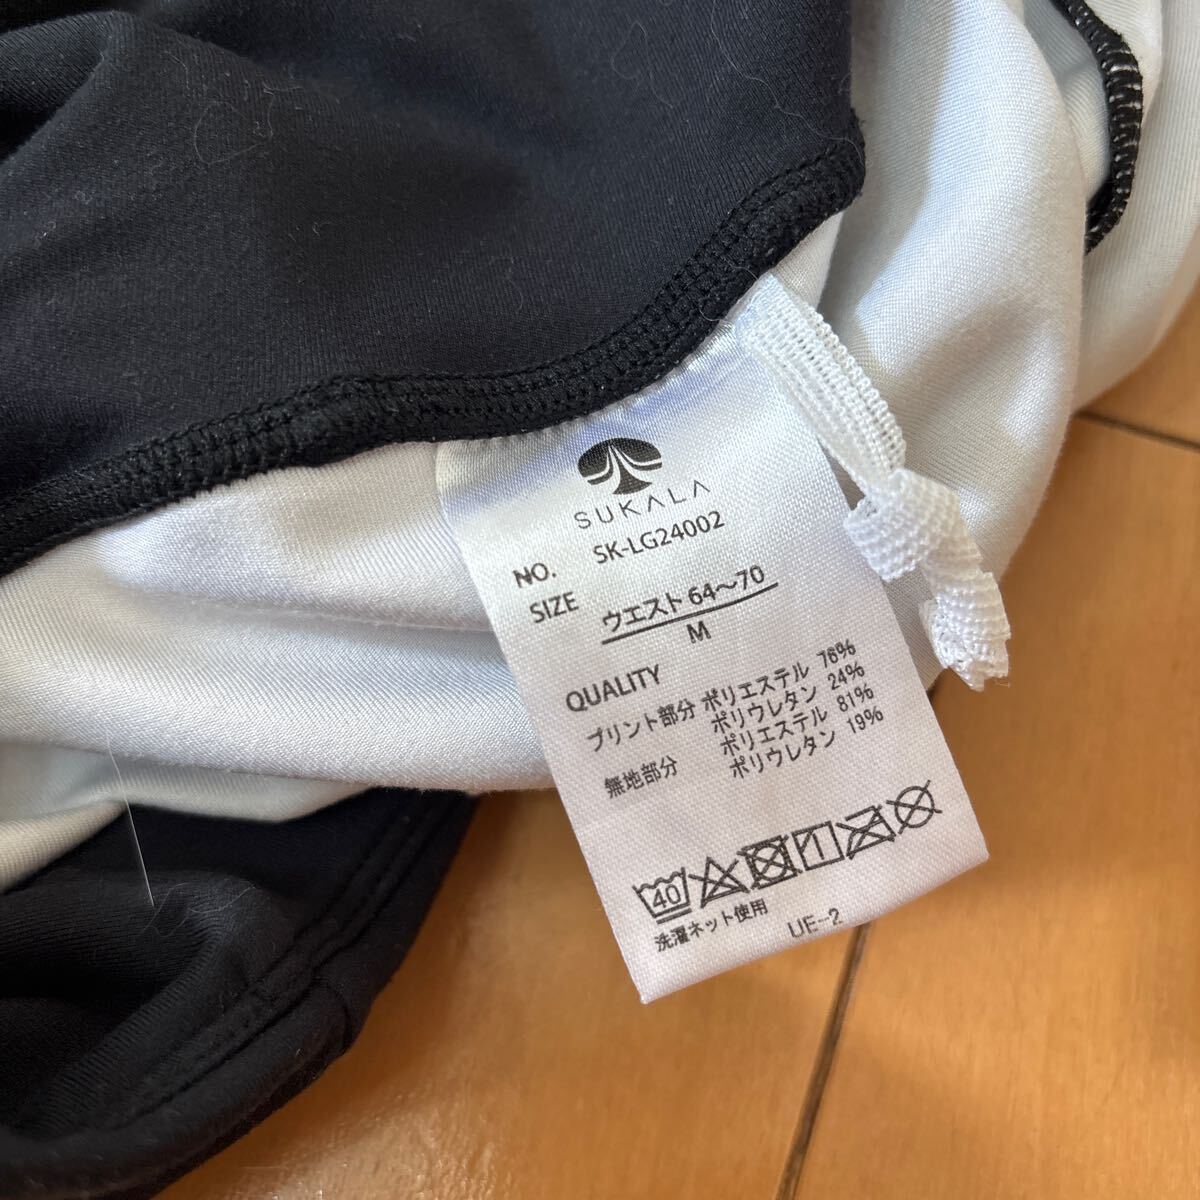 SUKALA
NO. SK-LG24002
SIZE ウエスト 64〜70
M
QUALITY
プリント部分 ポリエステル 76%
ポリウレタン 24%
無地部分 ポリエステル 81%
ポリウレタン 19%
40
洗濯ネット使用 UE-2